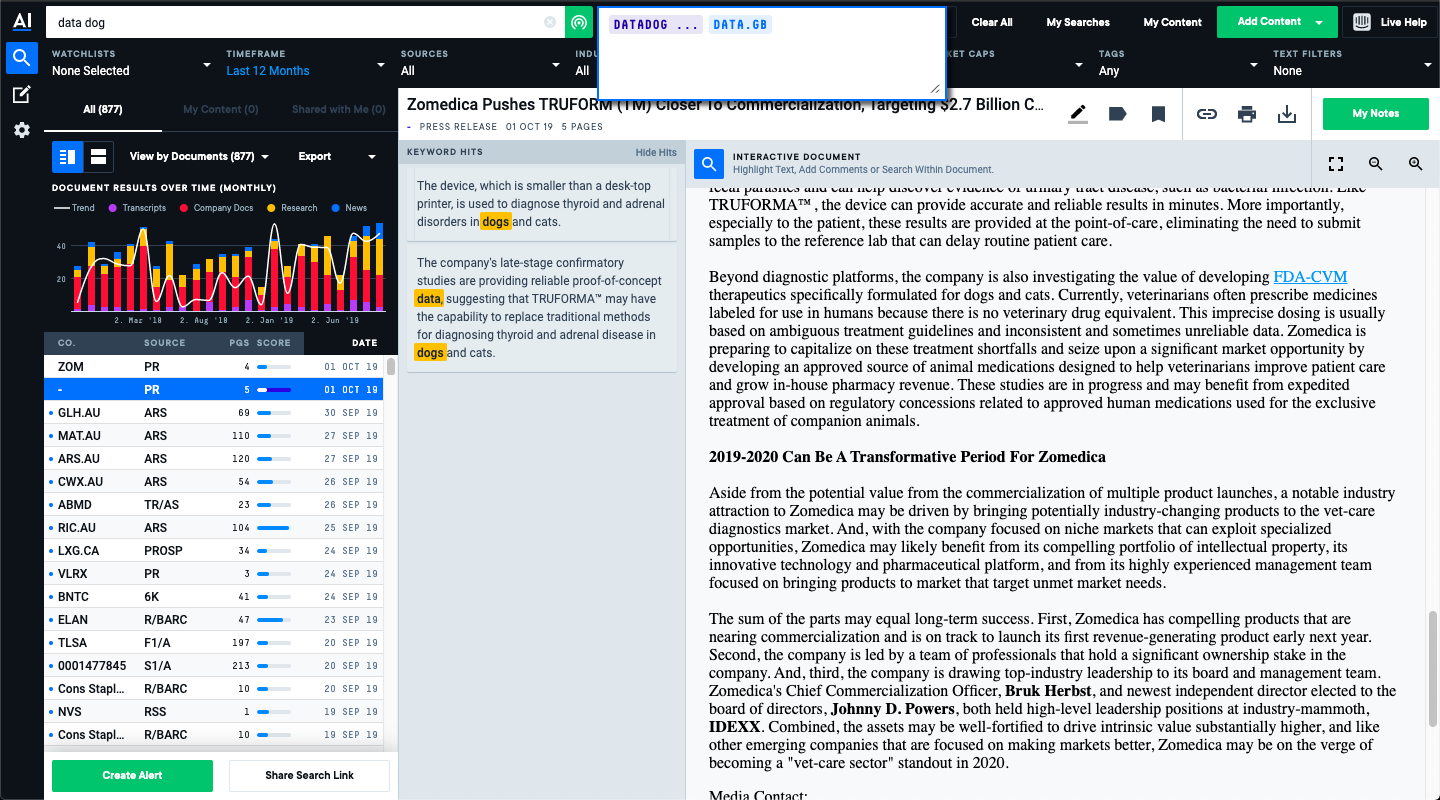 AI
data dog
DATADOG ... DATA.GB
Clear All
My Searches
My Content
Add Content
Live Help
WATCHLISTS
None Selected
TIMEFRAME
Last 12 Months
SOURCES
All
INDU
All
KET CAPS
TAGS
Any
TEXT FILTERS
None
All (877)
My Content (0)
Shared with Me (0)
View by Documents (877)
Export
DOCUMENT RESULTS OVER TIME (MONTHLY)
Trend Transcripts Company Docs Research News
40
20
2. Mar '18 2. Aug '18 2. Jan '19 2. Jun '19
CO. SOURCE PGS SCORE DATE
ZOM PR 4 01 OCT 19
- PR 5 01 OCT 19
GLH.AU ARS 69 30 SEP 19
MAT.AU ARS 110 27 SEP 19
ARS.AU ARS 120 27 SEP 19
CWX.AU ARS 54 26 SEP 19
ABMD TR/AS 23 26 SEP 19
RIC.AU ARS 104 25 SEP 19
LXG.CA PROSP 34 24 SEP 19
VLRX PR 3 24 SEP 19
BNTC 6K 41 24 SEP 19
ELAN R/BARC 47 23 SEP 19
TLSA F1/A 197 20 SEP 19
0001477845 S1/A 213 20 SEP 19
Cons Stapl... R/BARC 10 20 SEP 19
NVS RSS 1 19 SEP 19
Cons Stapl... R/BARC 10 19 SEP 19
Create Alert
Share Search Link
Zomedica Pushes TRUFORM (TM) Closer To Commercialization, Targeting $2.7 Billion C...
- PRESS RELEASE 01 OCT 19 5 PAGES
My Notes
KEYWORD HITS
Hide Hits
The device, which is smaller than a desk-top
printer, is used to diagnose thyroid and adrenal
disorders in dogs and cats.
The company's late-stage confirmatory
studies are providing reliable proof-of-concept
data, suggesting that TRUFORMA™ may have
the capability to replace traditional methods
for diagnosing thyroid and adrenal disease in
dogs and cats.
INTERACTIVE DOCUMENT
Highlight Text, Add Comments or Search Within Document.
fecal parasites and can help discover evidence of urinary tract disease, such as bacterial infection. Like
TRUFORMA™ , the device can provide accurate and reliable results in minutes. More importantly,
especially to the patient, these results are provided at the point-of-care, eliminating the need to submit
samples to the reference lab that can delay routine patient care.
Beyond diagnostic platforms, the company is also investigating the value of developing FDA-CVM
therapeutics specifically formulated for dogs and cats. Currently, veterinarians often prescribe medicines
labeled for use in humans because there is no veterinary drug equivalent. This imprecise dosing is usually
based on ambiguous treatment guidelines and inconsistent and sometimes unreliable data. Zomedica is
preparing to capitalize on these treatment shortfalls and seize upon a significant market opportunity by
developing an approved source of animal medications designed to help veterinarians improve patient care
and grow in-house pharmacy revenue. These studies are in progress and may benefit from expedited
approval based on regulatory concessions related to approved human medications used for the exclusive
treatment of companion animals.
2019-2020 Can Be A Transformative Period For Zomedica
Aside from the potential value from the commercialization of multiple product launches, a notable industry
attraction to Zomedica may be driven by bringing potentially industry-changing products to the vet-care
diagnostics market. And, with the company focused on niche markets that can exploit specialized
opportunities, Zomedica may likely benefit from its compelling portfolio of intellectual property, its
innovative technology and pharmaceutical platform, and from its highly experienced management team
focused on bringing products to market that target unmet market needs.
The sum of the parts may equal long-term success. First, Zomedica has compelling products that are
nearing commercialization and is on track to launch its first revenue-generating product early next year.
Second, the company is led by a team of professionals that hold a significant ownership stake in the
company. And, third, the company is drawing top-industry leadership to its board and management team.
Zomedica's Chief Commercialization Officer, Bruk Herbst, and newest independent director elected to the
board of directors, Johnny D. Powers, both held high-level leadership positions at industry-mammoth,
IDEXX. Combined, the assets may be well-fortified to drive intrinsic value substantially higher, and like
other emerging companies that are focused on making markets better, Zomedica may be on the verge of
becoming a "vet-care sector" standout in 2020.
Media Contact: